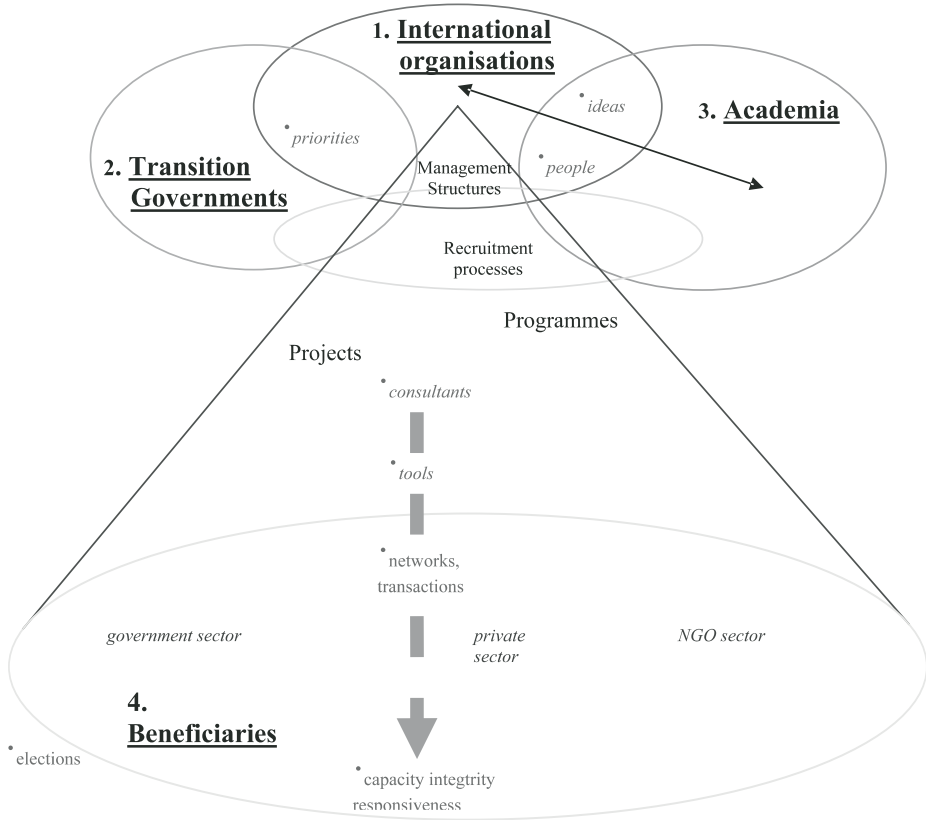 1. International
organisations
• ideas
3. Academia
• priorities
2. Transition
Governments
Management
Structures
• people
Recruitment
processes
Programmes
Projects
• consultants
• tools
• networks,
transactions
government sector
private
sector
NGO sector
4.
Beneficiaries
• elections
• capacity integtrity
responsiveness